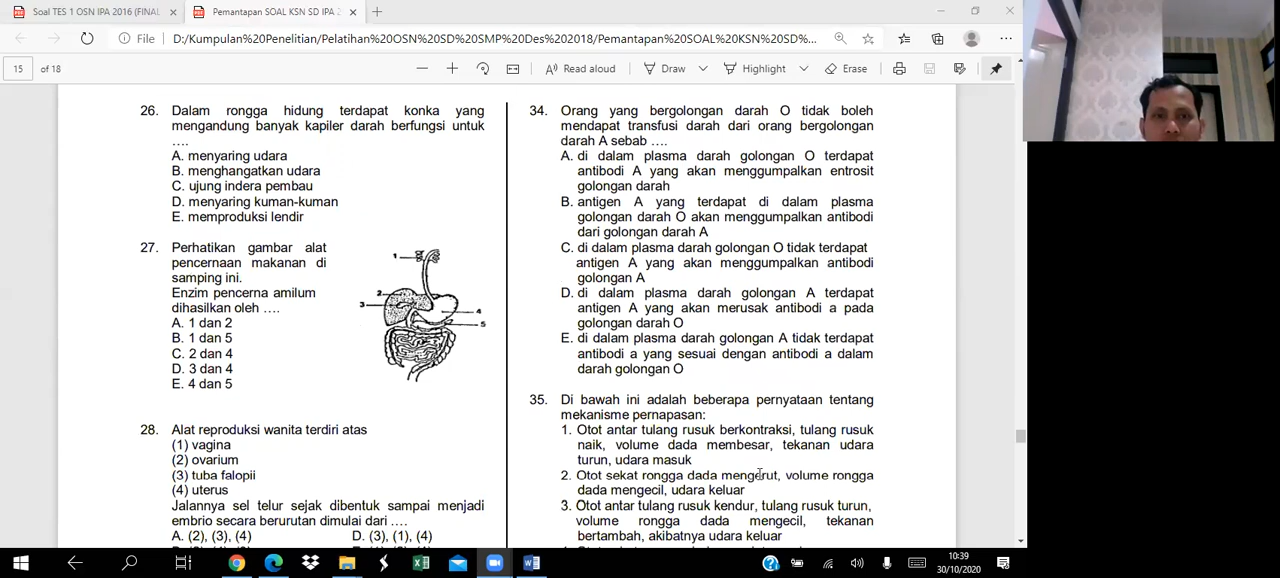 Soal TES 1 OSN IPA 2016 (FINAL
Pemantapan SOAL KSN SD IPA 2
File
D:/Kumpulan%20Penelitian/Pelatihan%20OSN%20SD%20SMP%20Des%202018/Pemantapan%20SOAL%20KSN%20SD%...
15 of 18
Read aloud
Draw
Highlight
Erase
26. Dalam rongga hidung terdapat konka yang
mengandung banyak kapiler darah berfungsi untuk
....
A. menyaring udara
B. menghangatkan udara
C. ujung indera pembau
D. menyaring kuman-kuman
E. memproduksi lendir
27. Perhatikan gambar alat
pencernaan makanan di
samping ini.
Enzim pencerna amilum
dihasilkan oleh ....
A. 1 dan 2
B. 1 dan 5
C. 2 dan 4
D. 3 dan 4
E. 4 dan 5
1
2
3
4
5
28. Alat reproduksi wanita terdiri atas
(1) vagina
(2) ovarium
(3) tuba falopii
(4) uterus
Jalannya sel telur sejak dibentuk sampai menjadi
embrio secara berurutan dimulai dari ....
A. (2), (3), (4) D. (3), (1), (4)
34. Orang yang bergolongan darah O tidak boleh
mendapat transfusi darah dari orang bergolongan
darah A sebab ....
A. di dalam plasma darah golongan O terdapat
antibodi A yang akan menggumpalkan entrosit
golongan darah
B. antigen A yang terdapat di dalam plasma
golongan darah O akan menggumpalkan antibodi
dari golongan darah A
C. di dalam plasma darah golongan O tidak terdapat
antigen A yang akan menggumpalkan antibodi
golongan A
D. di dalam plasma darah golongan A terdapat
antigen A yang akan merusak antibodi a pada
golongan darah O
E. di dalam plasma darah golongan A tidak terdapat
antibodi a yang sesuai dengan antibodi a dalam
darah golongan O
35. Di bawah ini adalah beberapa pernyataan tentang
mekanisme pernapasan:
1. Otot antar tulang rusuk berkontraksi, tulang rusuk
naik, volume dada membesar, tekanan udara
turun, udara masuk
2. Otot sekat rongga dada mengerut, volume rongga
dada mengecil, udara keluar
3. Otot antar tulang rusuk kendur, tulang rusuk turun,
volume rongga dada mengecil, tekanan
bertambah, akibatnya udara keluar
10:39
30/10/2020